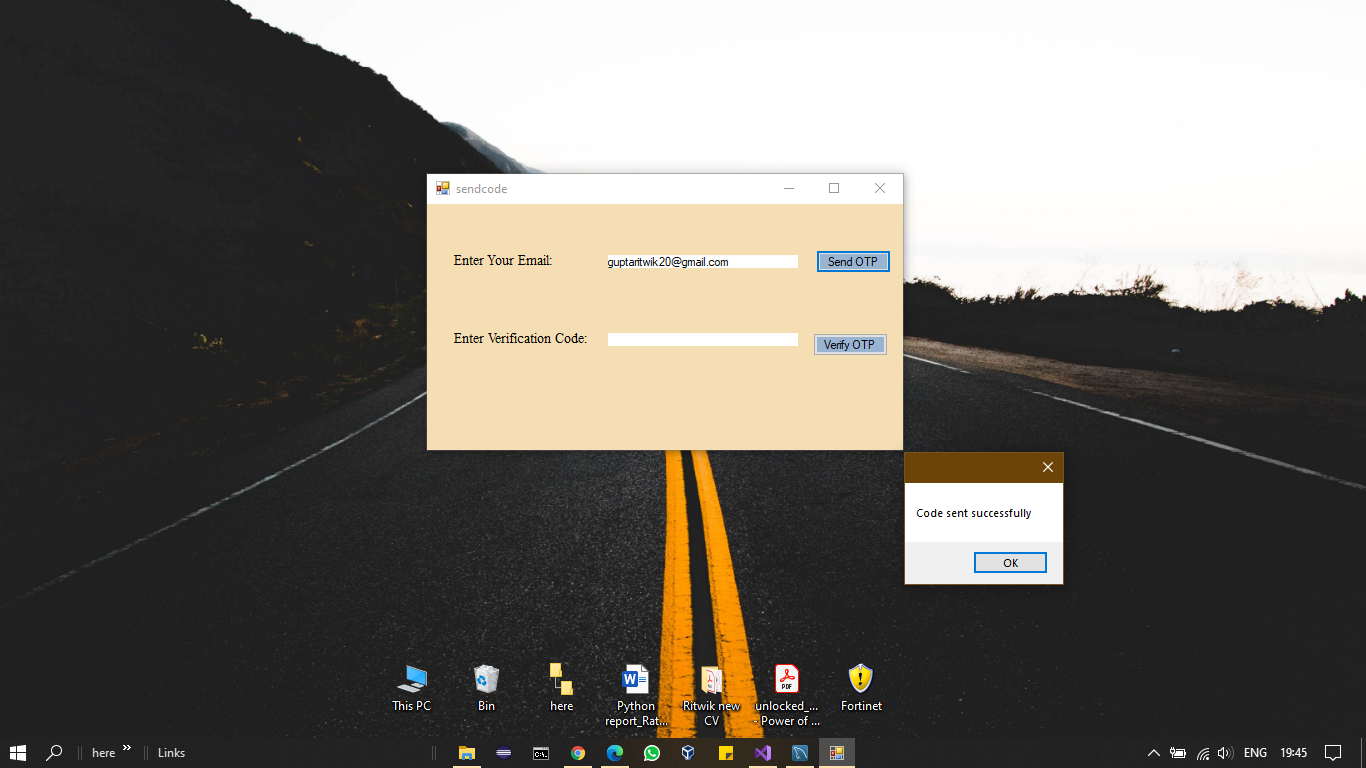 sendcode
Enter Your Email:
guptaritwik20@gmail.com
Send OTP
Enter Verification Code:
Verify OTP
Code sent successfully
OK
This PC
Bin
here
Python
report_Rat...
Ritwik new
CV
unlocked_...
- Power of ...
Fortinet
here
Links
ENG
19:45